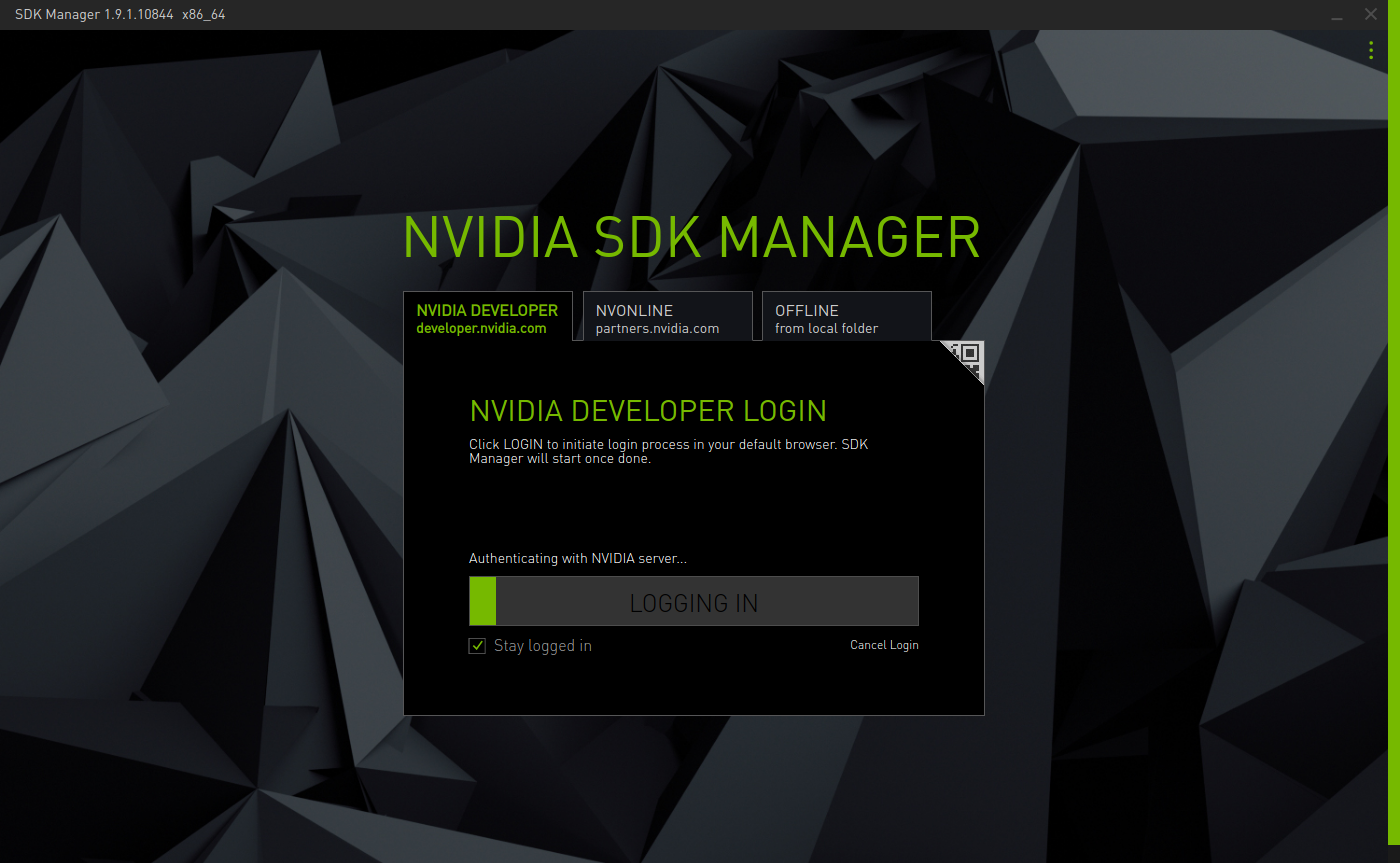 SDK Manager 1.9.1.10844 x86_64
NVIDIA SDK MANAGER
NVIDIA DEVELOPER
developer.nvidia.com
NVONLINE
partners.nvidia.com
OFFLINE
from local folder
NVIDIA DEVELOPER LOGIN
Click LOGIN to initiate login process in your default browser. SDK
Manager will start once done.
Authenticating with NVIDIA server...
LOGGING IN
Stay logged in
Cancel Login